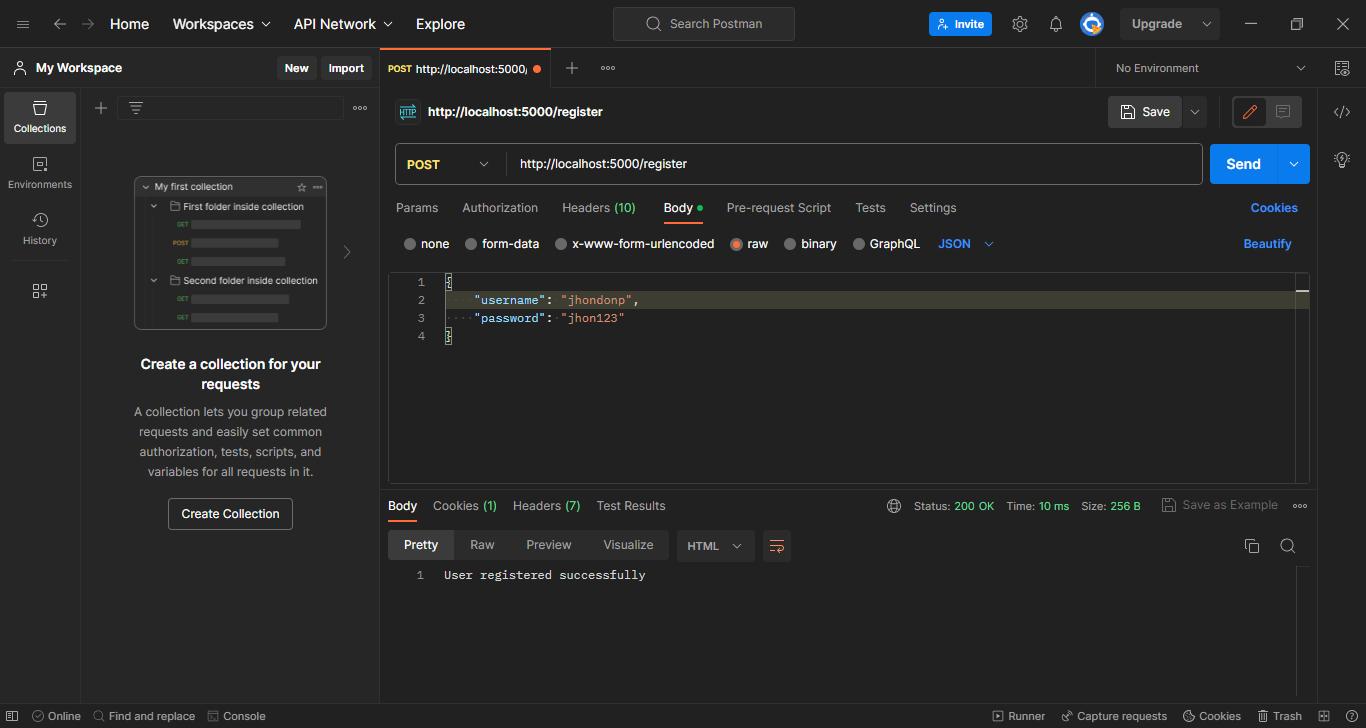 Home
Workspaces
API Network
Explore
Search Postman
Invite
Upgrade
My Workspace
New
Import
POST http://localhost:5000/
No Environment
Collections
Environments
History
My first collection
First folder inside collection
GET
POST
GET
Second folder inside collection
GET
GET
Create a collection for your
requests
A collection lets you group related
requests and easily set common
authorization, tests, scripts, and
variables for all requests in it.
Create Collection
HTTP
http://localhost:5000/register
Save
POST
http://localhost:5000/register
Send
Params
Authorization
Headers (10)
Body
Pre-request Script
Tests
Settings
Cookies
none
form-data
x-www-form-urlencoded
raw
binary
GraphQL
JSON
Beautify
1 {
2 "username": "jhondonp",
3 "password": "jhon123"
4 }
Body
Cookies (1)
Headers (7)
Test Results
Status: 200 OK
Time: 10 ms
Size: 256 B
Save as Example
Pretty
Raw
Preview
Visualize
HTML
1 User registered successfully
Online
Find and replace
Console
Runner
Capture requests
Cookies
Trash